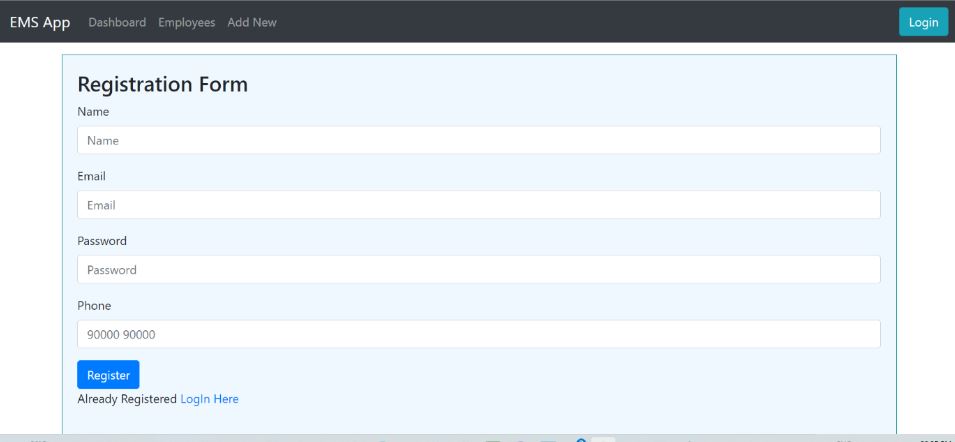 EMS App Dashboard Employees Add New Login
Registration Form
Name
Name
Email
Email
Password
Password
Phone
90000 90000
Register
Already Registered LogIn Here